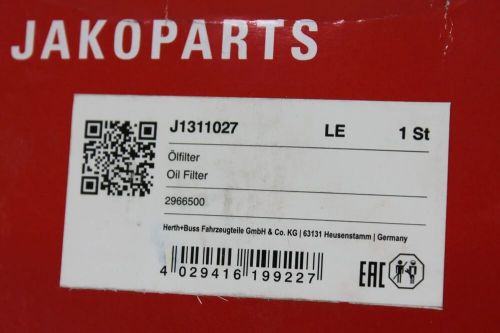 JAKOPARTS
J1311027 LE 1 St
Ölfilter
Oil Filter
2966500
Herth+Buss Fahrzeugteile GmbH & Co. KG | 63131 Heusenstamm | Germany
4 029416 199227
EAC